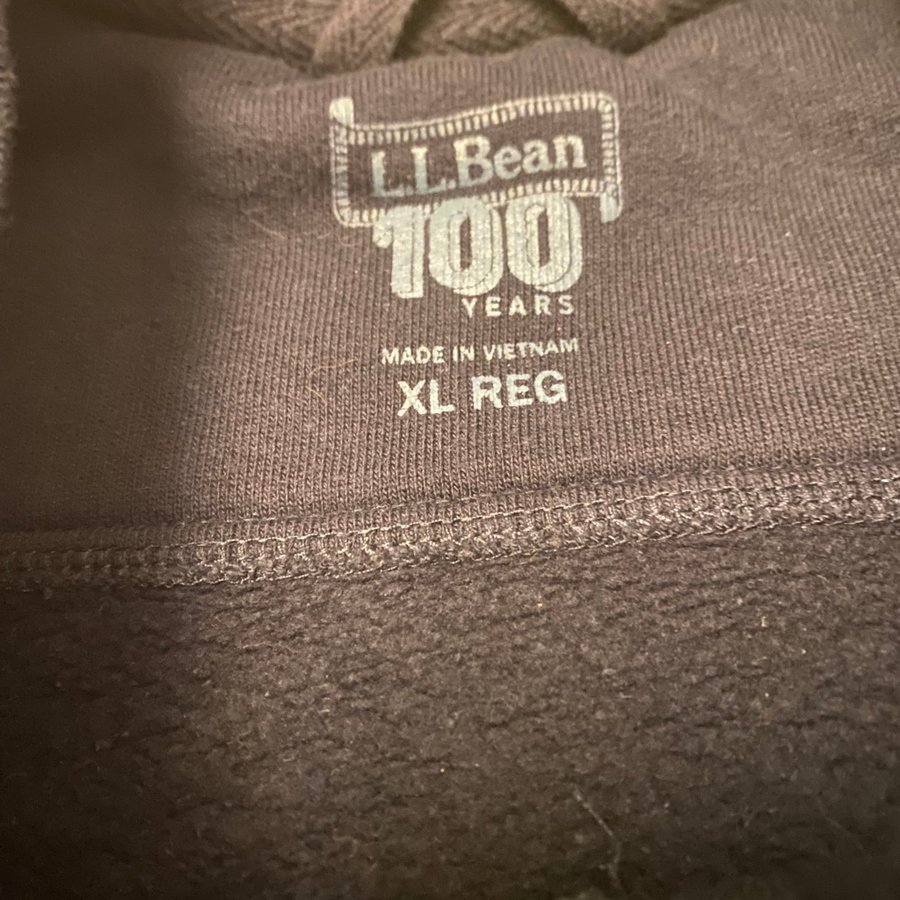 L.L.Bean
100
YEARS
MADE IN VIETNAM
XL REG